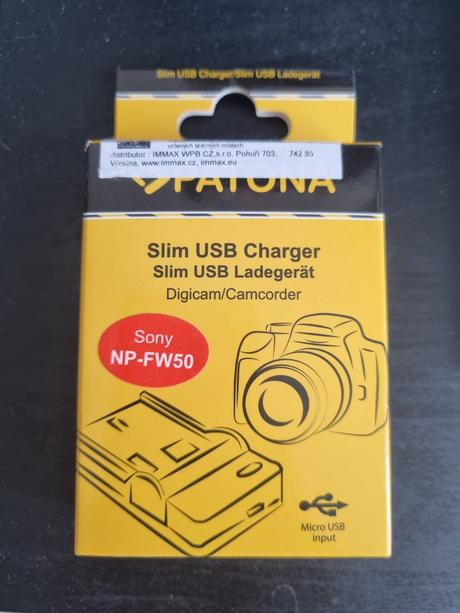 Slim USB Charger/Slim USB Ladegerät
určených sběrných místech
distributor : IMMAX WPB CZ,s.r.o. Pohuří 703, 742 85
Vřesina, www.immax.cz, immax.eu
PATONA
Slim USB Charger
Slim USB Ladegerät
Digicam/Camcorder
Sony
NP-FW50
Micro USB
input